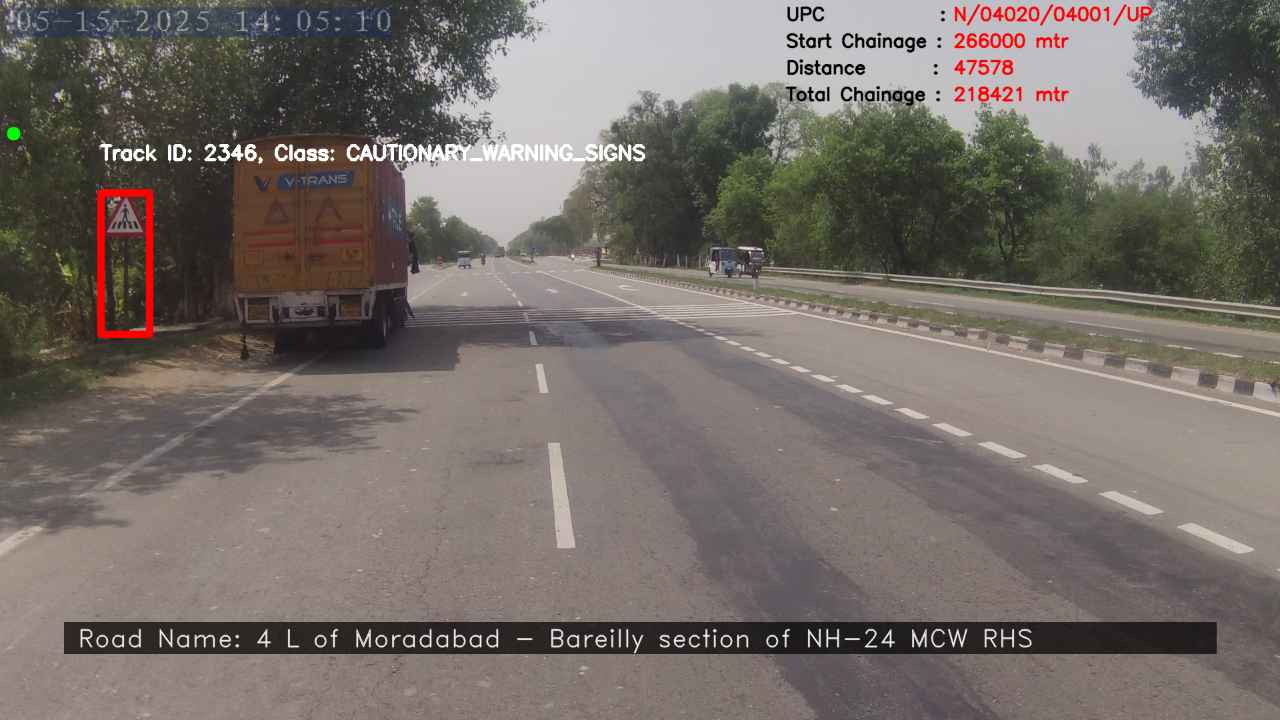 05-15-2025 14:05:10
UPC : N/04020/04001/UP
Start Chainage : 266000 mtr
Distance : 47578
Total Chainage : 218421 mtr
Track ID: 2346, Class: CAUTIONARY_WARNING_SIGNS
V-TRANS
Road Name: 4 L of Moradabad - Bareilly section of NH-24 MCW RHS